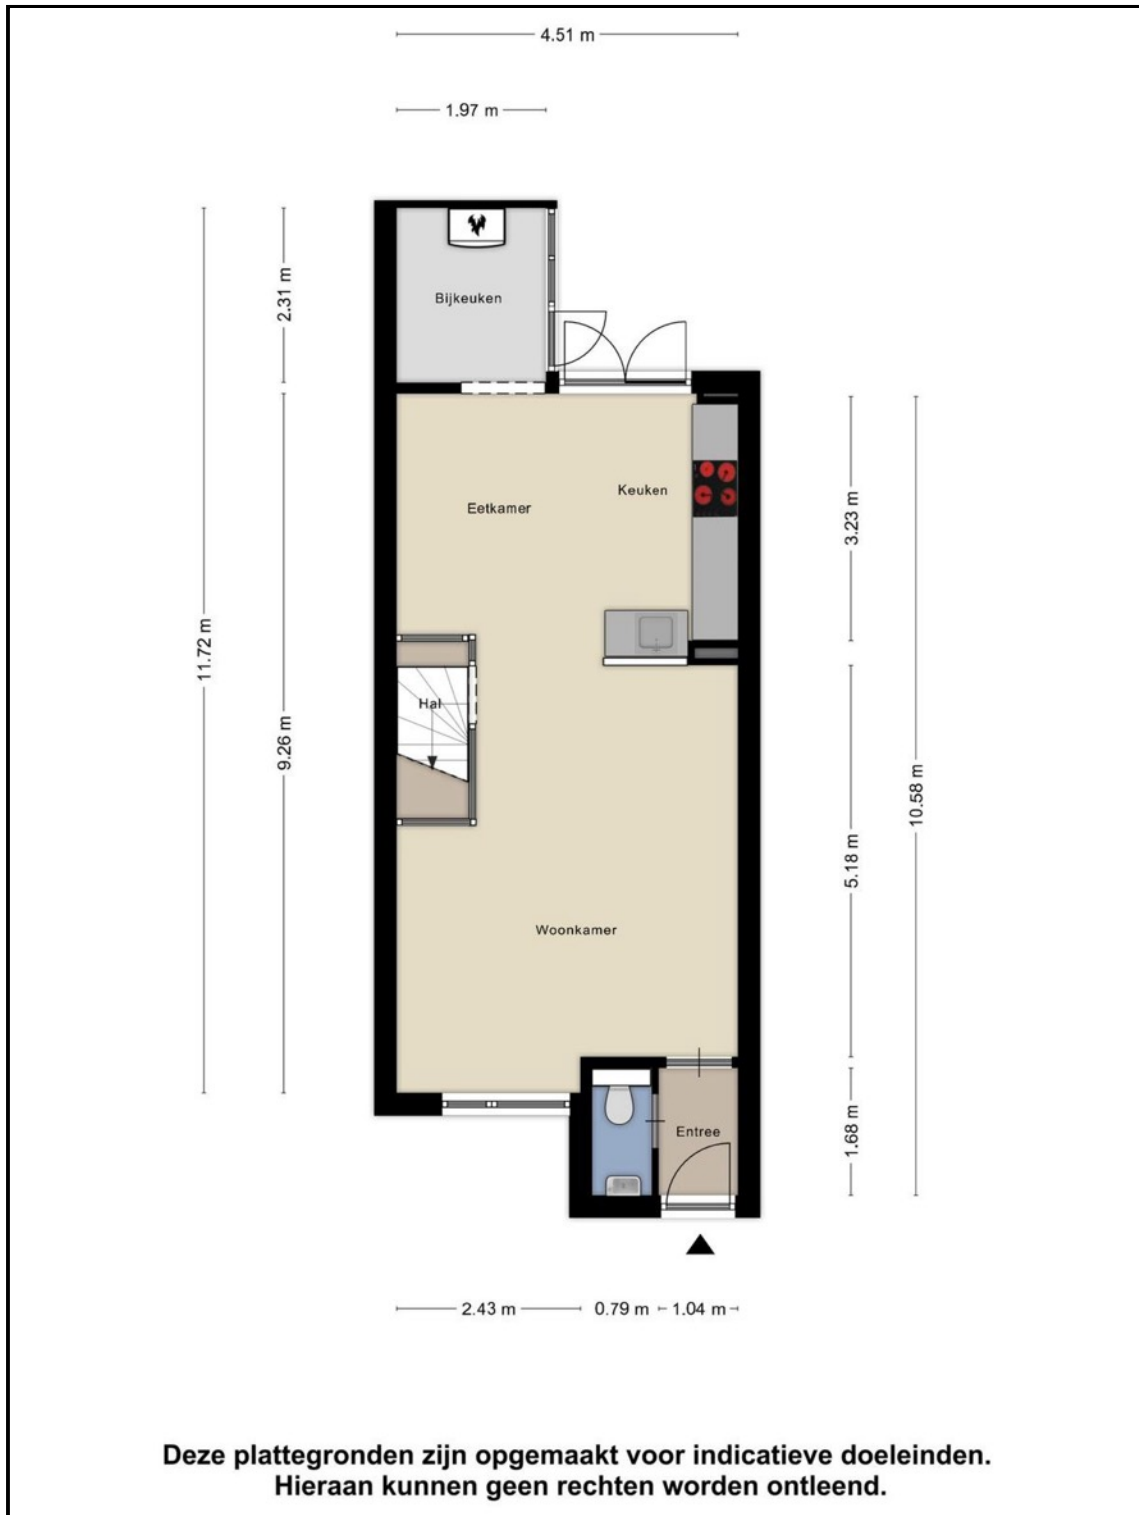 4.51 m
1.97 m
2.31 m
Bijkeuken
Keuken
Eetkamer
3.23 m
11.72 m
Hal
9.26 m
10.58 m
5.18 m
Woonkamer
Entree
1.68 m
2.43 m 0.79 m 1.04 m
Deze plattegronden zijn opgemaakt voor indicatieve doeleinden.
Hieraan kunnen geen rechten worden ontleend.